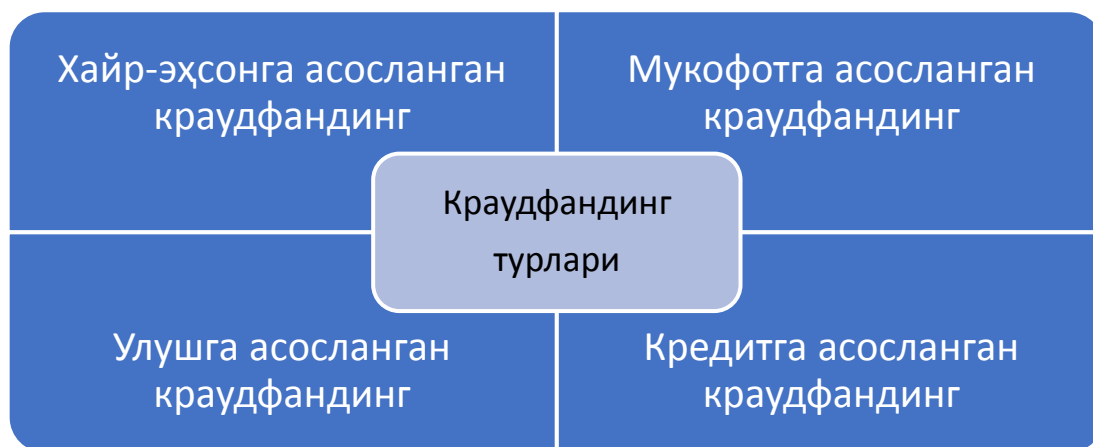 Хайр-эҳсонга асосланган
краудфандинг
Мукофотга асосланган
краудфандинг
Краудфандинг
турлари
Улушга асосланган
краудфандинг
Кредитга асосланган
краудфандинг